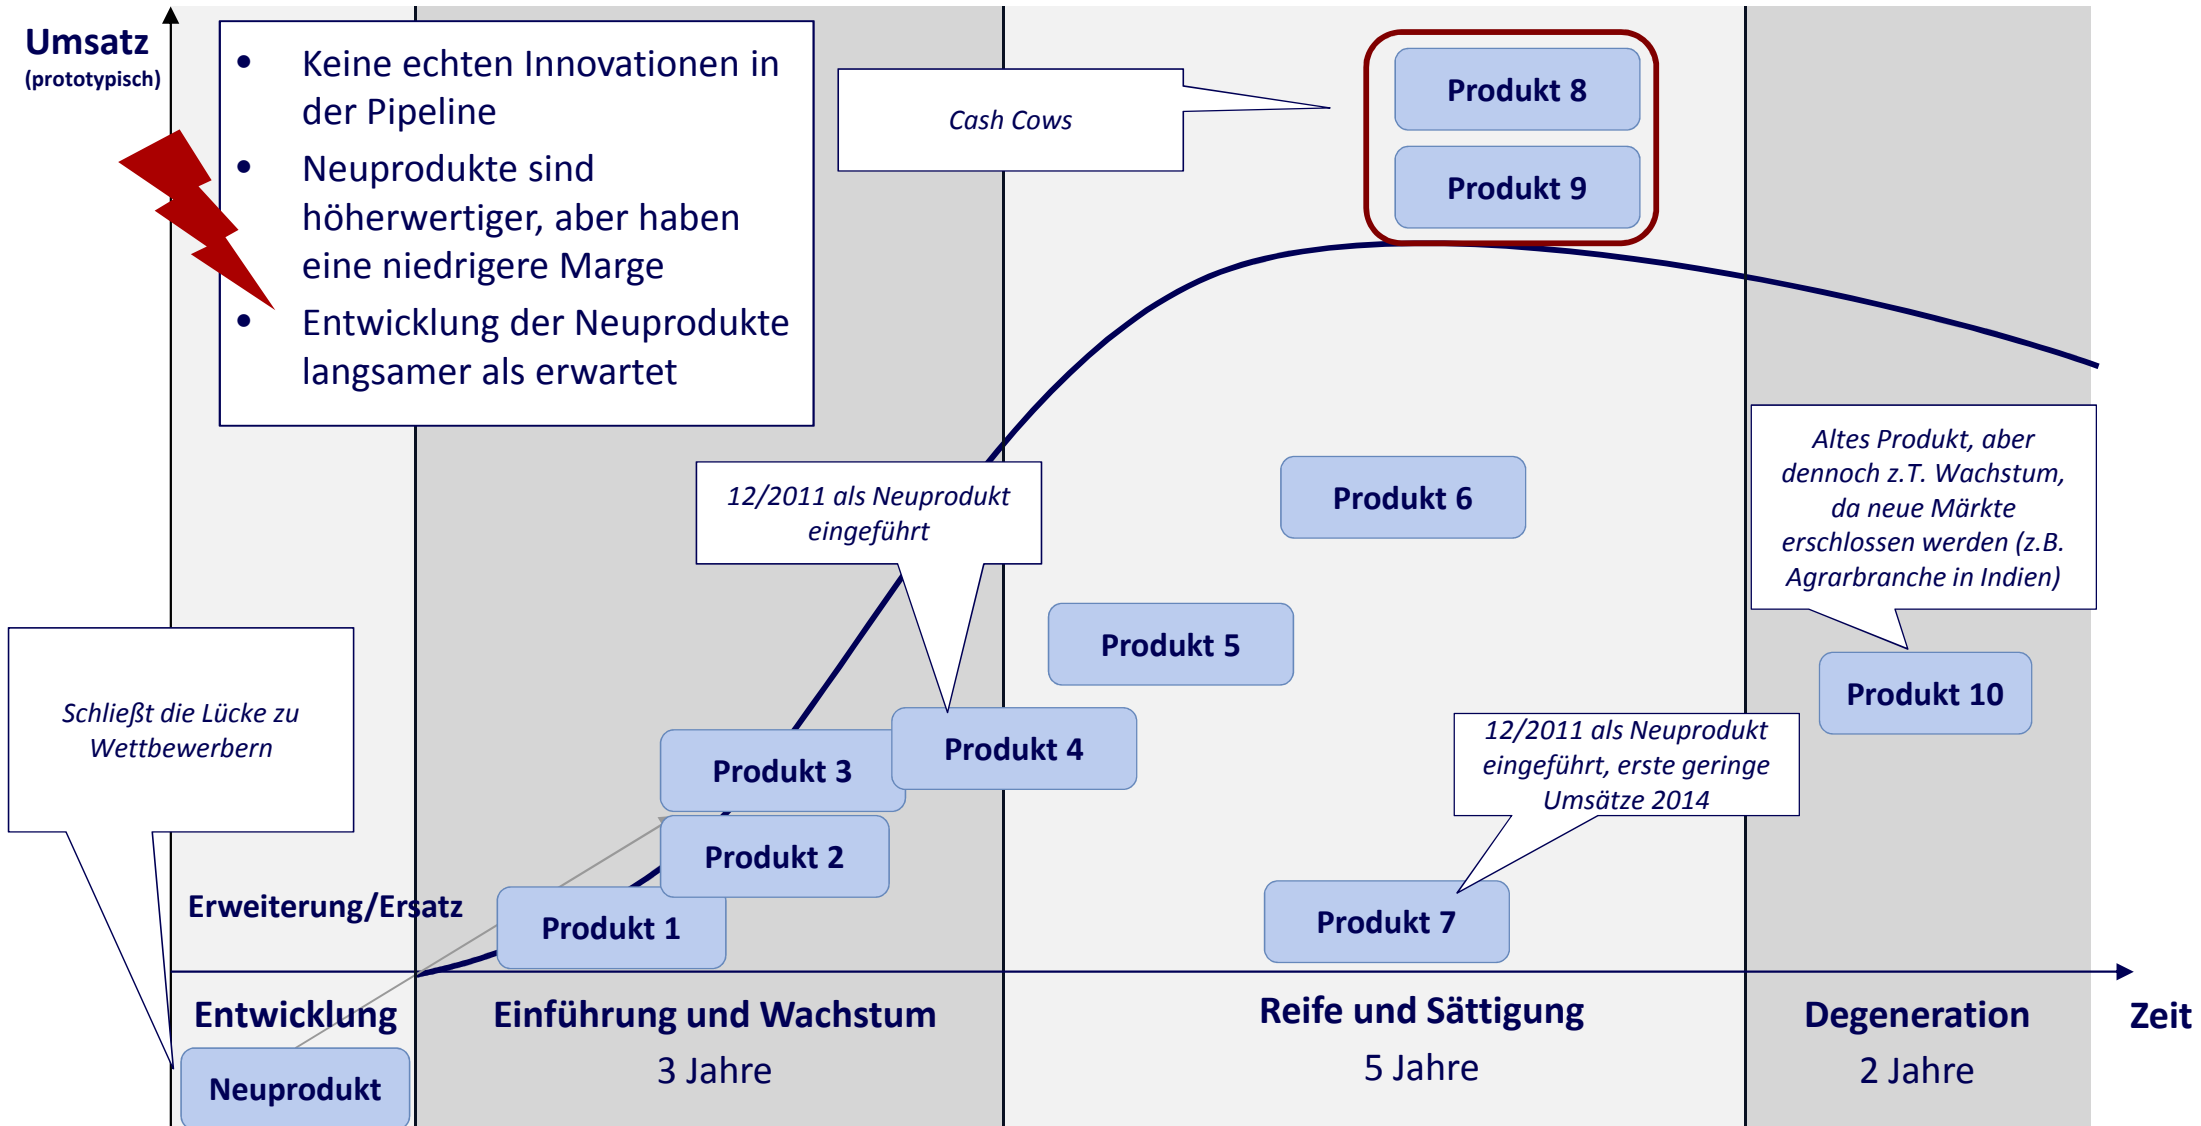 Umsatz
(prototypisch)
• Keine echten Innovationen in
der Pipeline
• Neuprodukte sind
höherwertiger, aber haben
eine niedrigere Marge
• Entwicklung der Neuprodukte
langsamer als erwartet
Cash Cows
Produkt 8
Produkt 9
12/2011 als Neuprodukt
eingeführt
Produkt 6
Altes Produkt, aber
dennoch z.T. Wachstum,
da neue Märkte
erschlossen werden (z.B.
Agrarbranche in Indien)
Produkt 5
Produkt 10
Schließt die Lücke zu
Wettbewerbern
Produkt 3
Produkt 4
12/2011 als Neuprodukt
eingeführt, erste geringe
Umsätze 2014
Produkt 2
Erweiterung/Ersatz
Produkt 1
Produkt 7
Entwicklung
Einführung und Wachstum
3 Jahre
Reife und Sättigung
5 Jahre
Degeneration
2 Jahre
Zeit
Neuprodukt